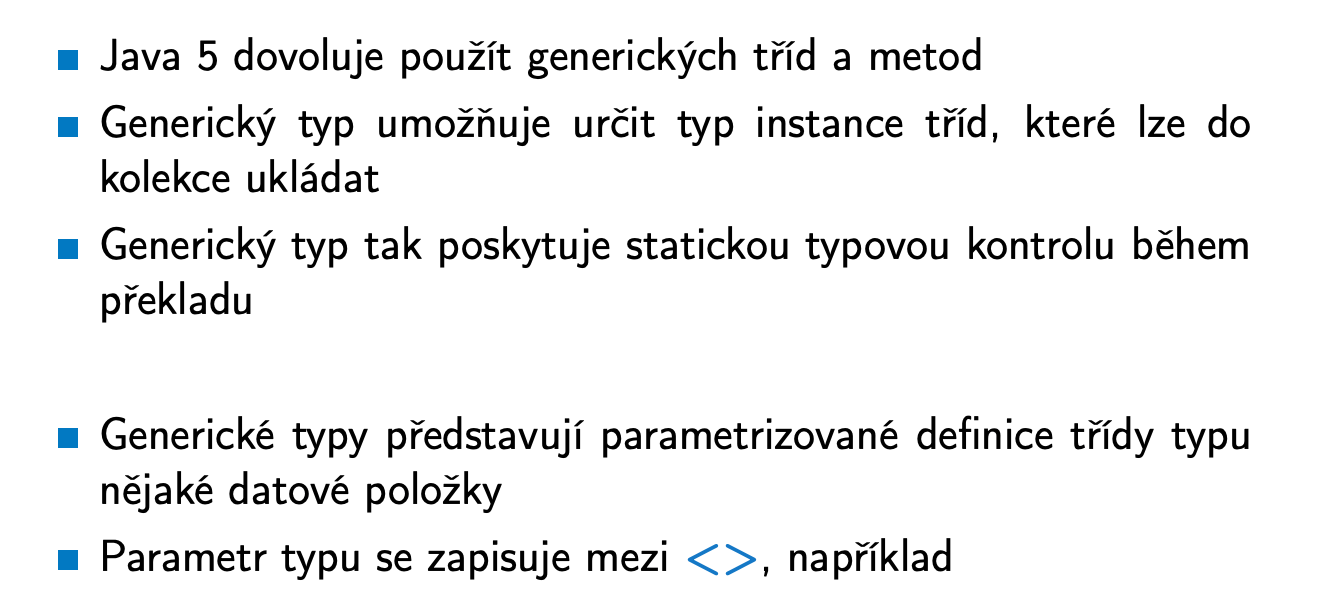 Java 5 dovoluje použít generických tříd a metod
Generický typ umožňuje určit typ instance tříd, které lze do
kolekce ukládat
Generický typ tak poskytuje statickou typovou kontrolu během
překladu
Generické typy představují parametrizované definice třídy typu
nějaké datové položky
Parametr typu se zapisuje mezi <>, například